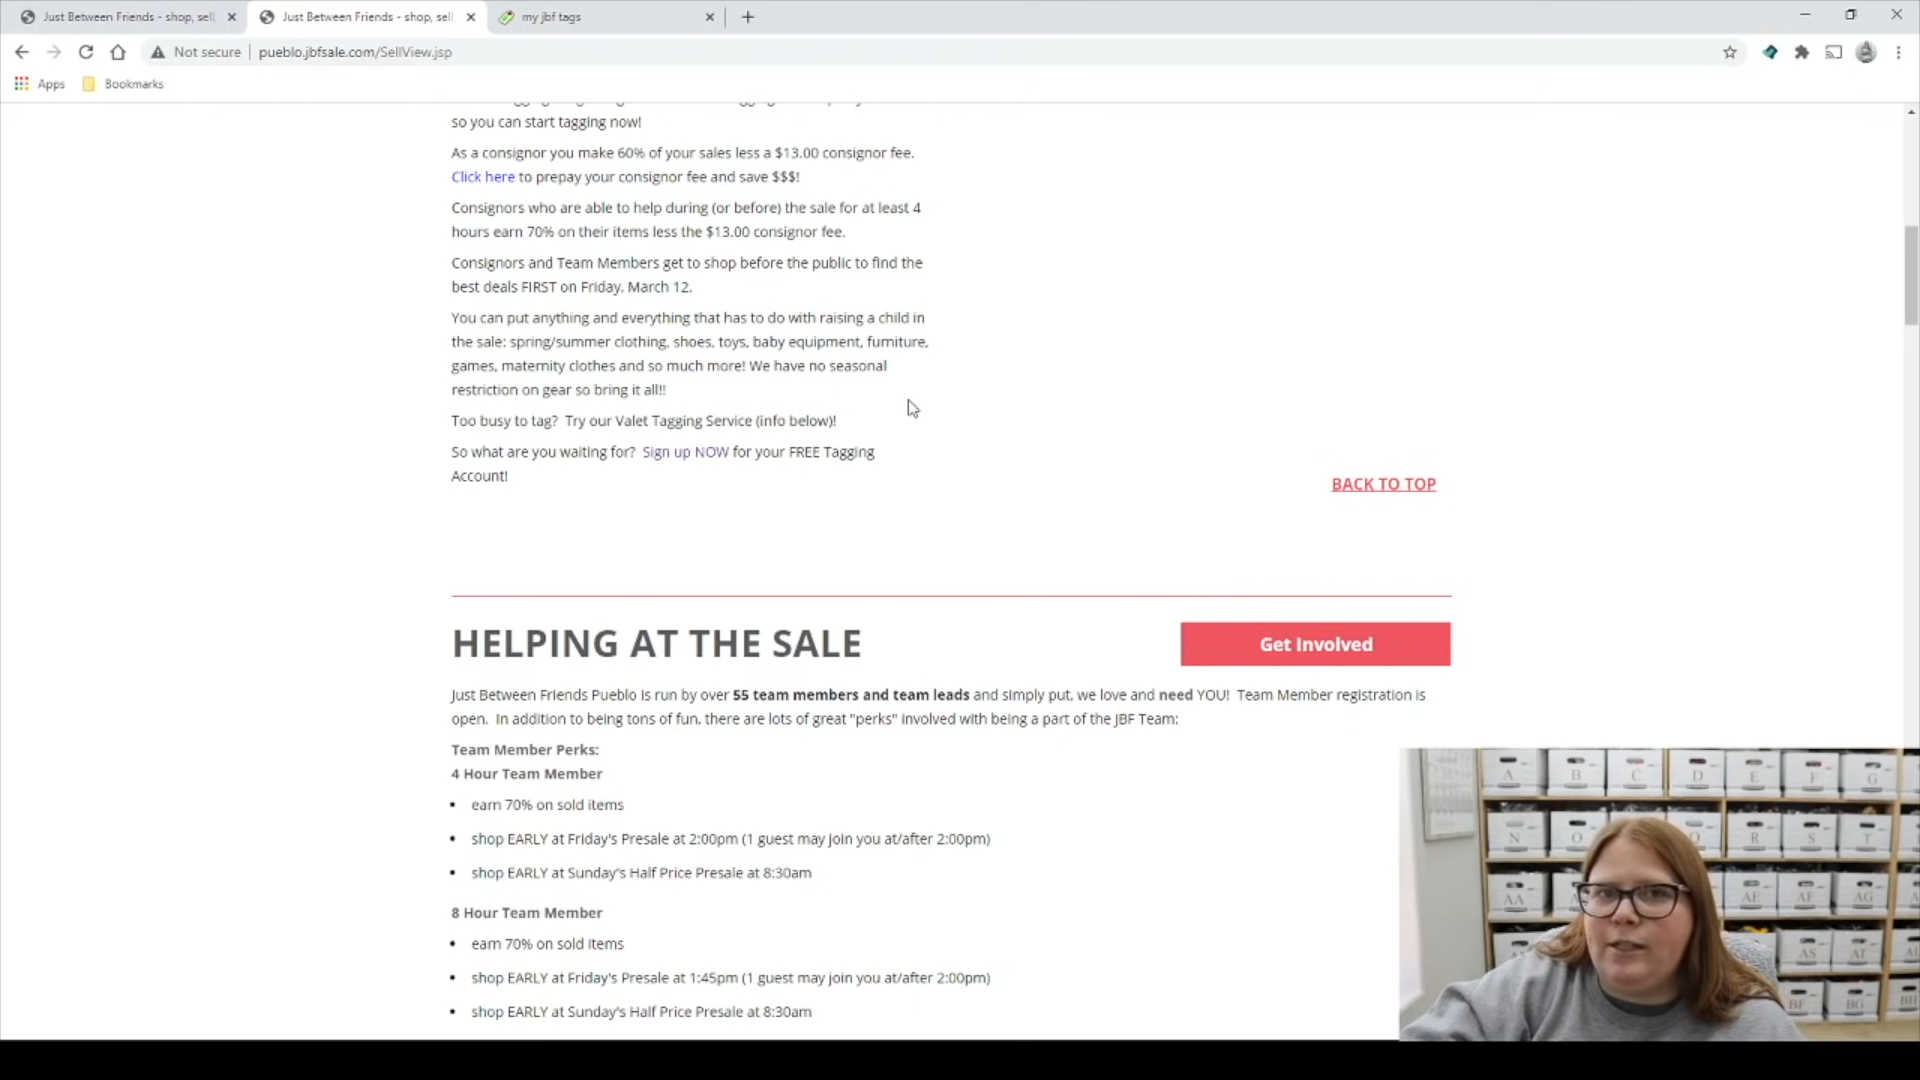 Just Between Friends - shop, sell,
Just Between Friends - shop, sell
my jbf tags
Not secure
pueblo.jbfsale.com/SellView.jsp
Apps
Bookmarks
so you can start tagging now!
As a consignor you make 60% of your sales less a $13.00 consignor fee.
Click here to prepay your consignor fee and save $$$!
Consignors who are able to help during (or before) the sale for at least 4
hours earn 70% on their items less the $13.00 consignor fee.
Consignors and Team Members get to shop before the public to find the
best deals FIRST on Friday, March 12.
You can put anything and everything that has to do with raising a child in
the sale: spring/summer clothing, shoes, toys, baby equipment, furniture,
games, maternity clothes and so much more! We have no seasonal
restriction on gear so bring it all!!
Too busy to tag? Try our Valet Tagging Service (info below)!
So what are you waiting for? Sign up NOW for your FREE Tagging
Account!
BACK TO TOP
HELPING AT THE SALE
Get Involved
Just Between Friends Pueblo is run by over 55 team members and team leads and simply put, we love and need YOU! Team Member registration is
open. In addition to being tons of fun, there are lots of great "perks" involved with being a part of the JBF Team:
Team Member Perks:
4 Hour Team Member
• earn 70% on sold items
• shop EARLY at Friday's Presale at 2:00pm (1 guest may join you at/after 2:00pm)
• shop EARLY at Sunday's Half Price Presale at 8:30am
8 Hour Team Member
• earn 70% on sold items
• shop EARLY at Friday's Presale at 1:45pm (1 guest may join you at/after 2:00pm)
• shop EARLY at Sunday's Half Price Presale at 8:30am
A B C D E F G
N O Q R S T
AA AE AF AG
AS AT
BF BG BH